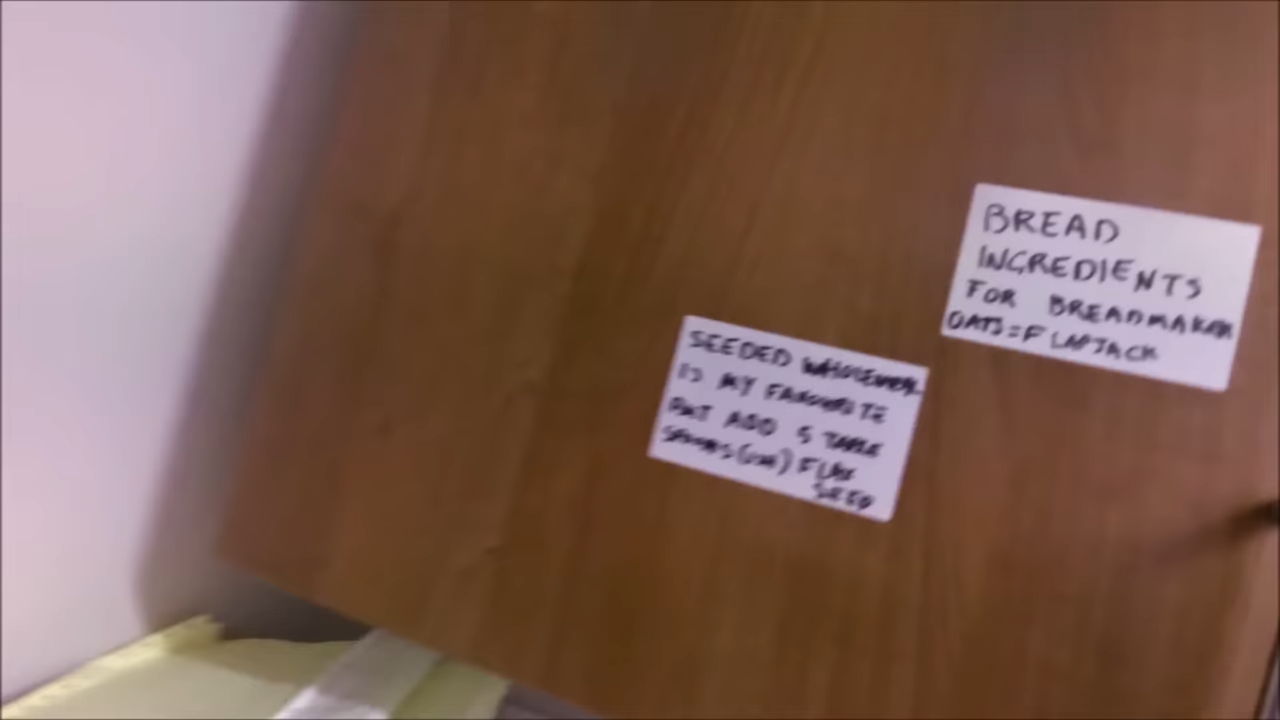 BREAD
INGREDIENTS
FOR BREADMAKER
OATS = FLAPJACK
SEEDED WHOLEMEAL
IS MY FAVOURITE
BUT ADD 5 TABLE
SPOONS FLAX
SEED